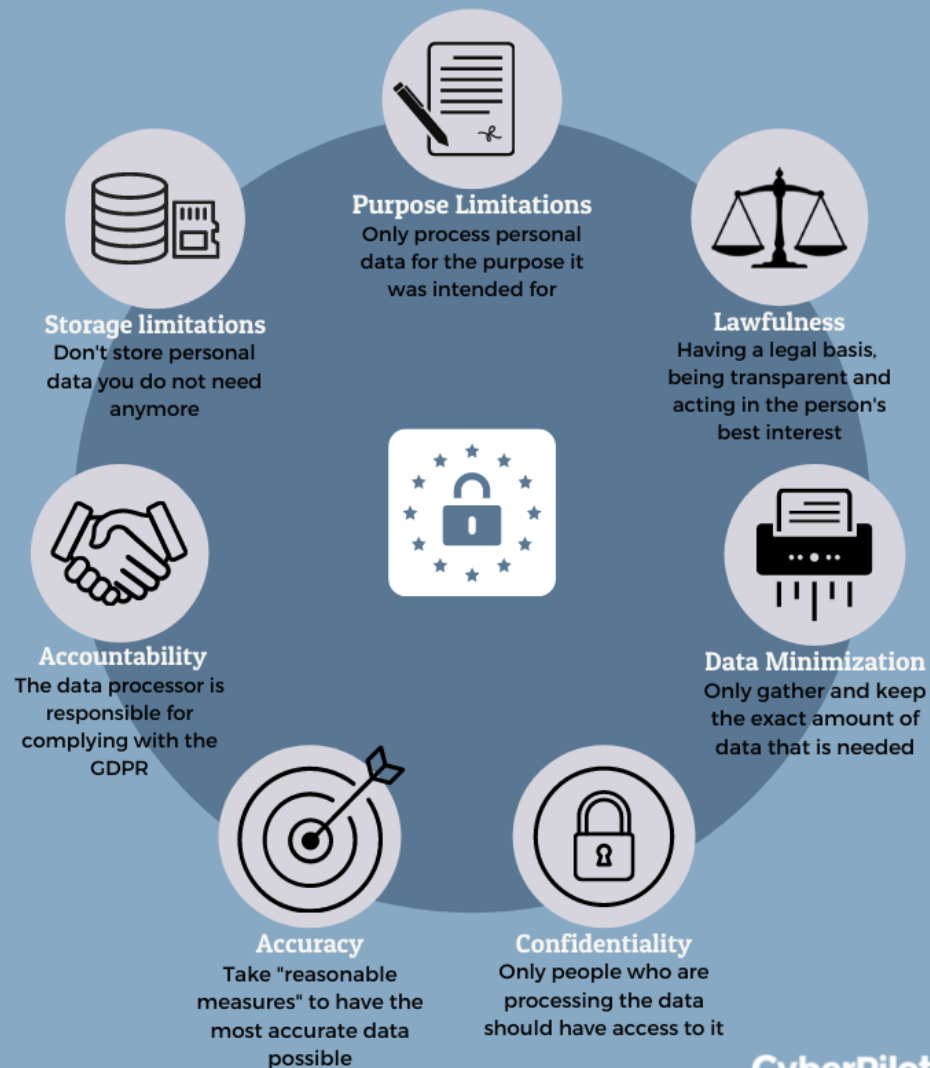 Purpose Limitations
Only process personal
data for the purpose it
was intended for
Lawfulness
Having a legal basis,
being transparent and
acting in the person's
best interest
Data Minimization
Only gather and keep
the exact amount of
data that is needed
Confidentiality
Only people who are
processing the data
should have access to it
Accuracy
Take "reasonable
measures" to have the
most accurate data
possible
Accountability
The data processor is
responsible for
complying with the
GDPR
Storage limitations
Don't store personal
data you do not need
anymore
CyberPilot